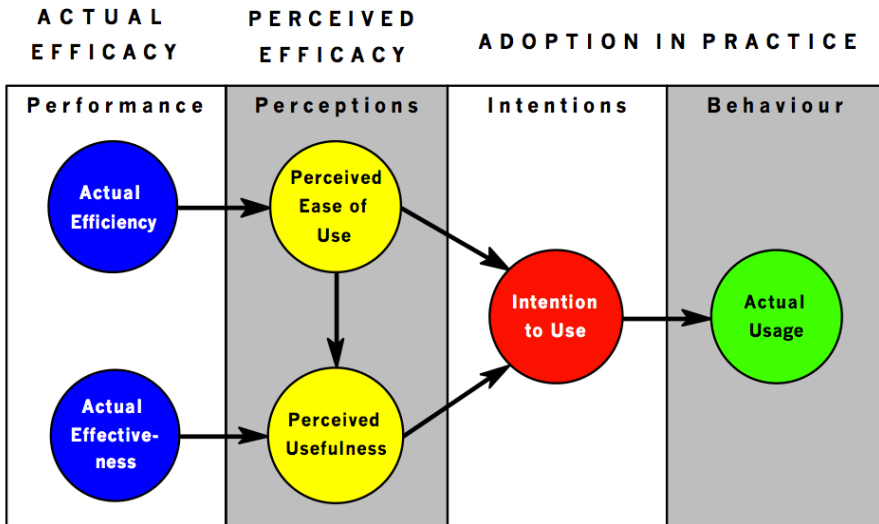 ACTUAL
EFFICACY
PERCEIVED
EFFICACY
ADOPTION IN PRACTICE
Performance
Perceptions
Intentions
Behaviour
Actual
Efficiency
Perceived
Ease of
Use
Intention
to Use
Actual
Usage
Actual
Effective-
ness
Perceived
Usefulness